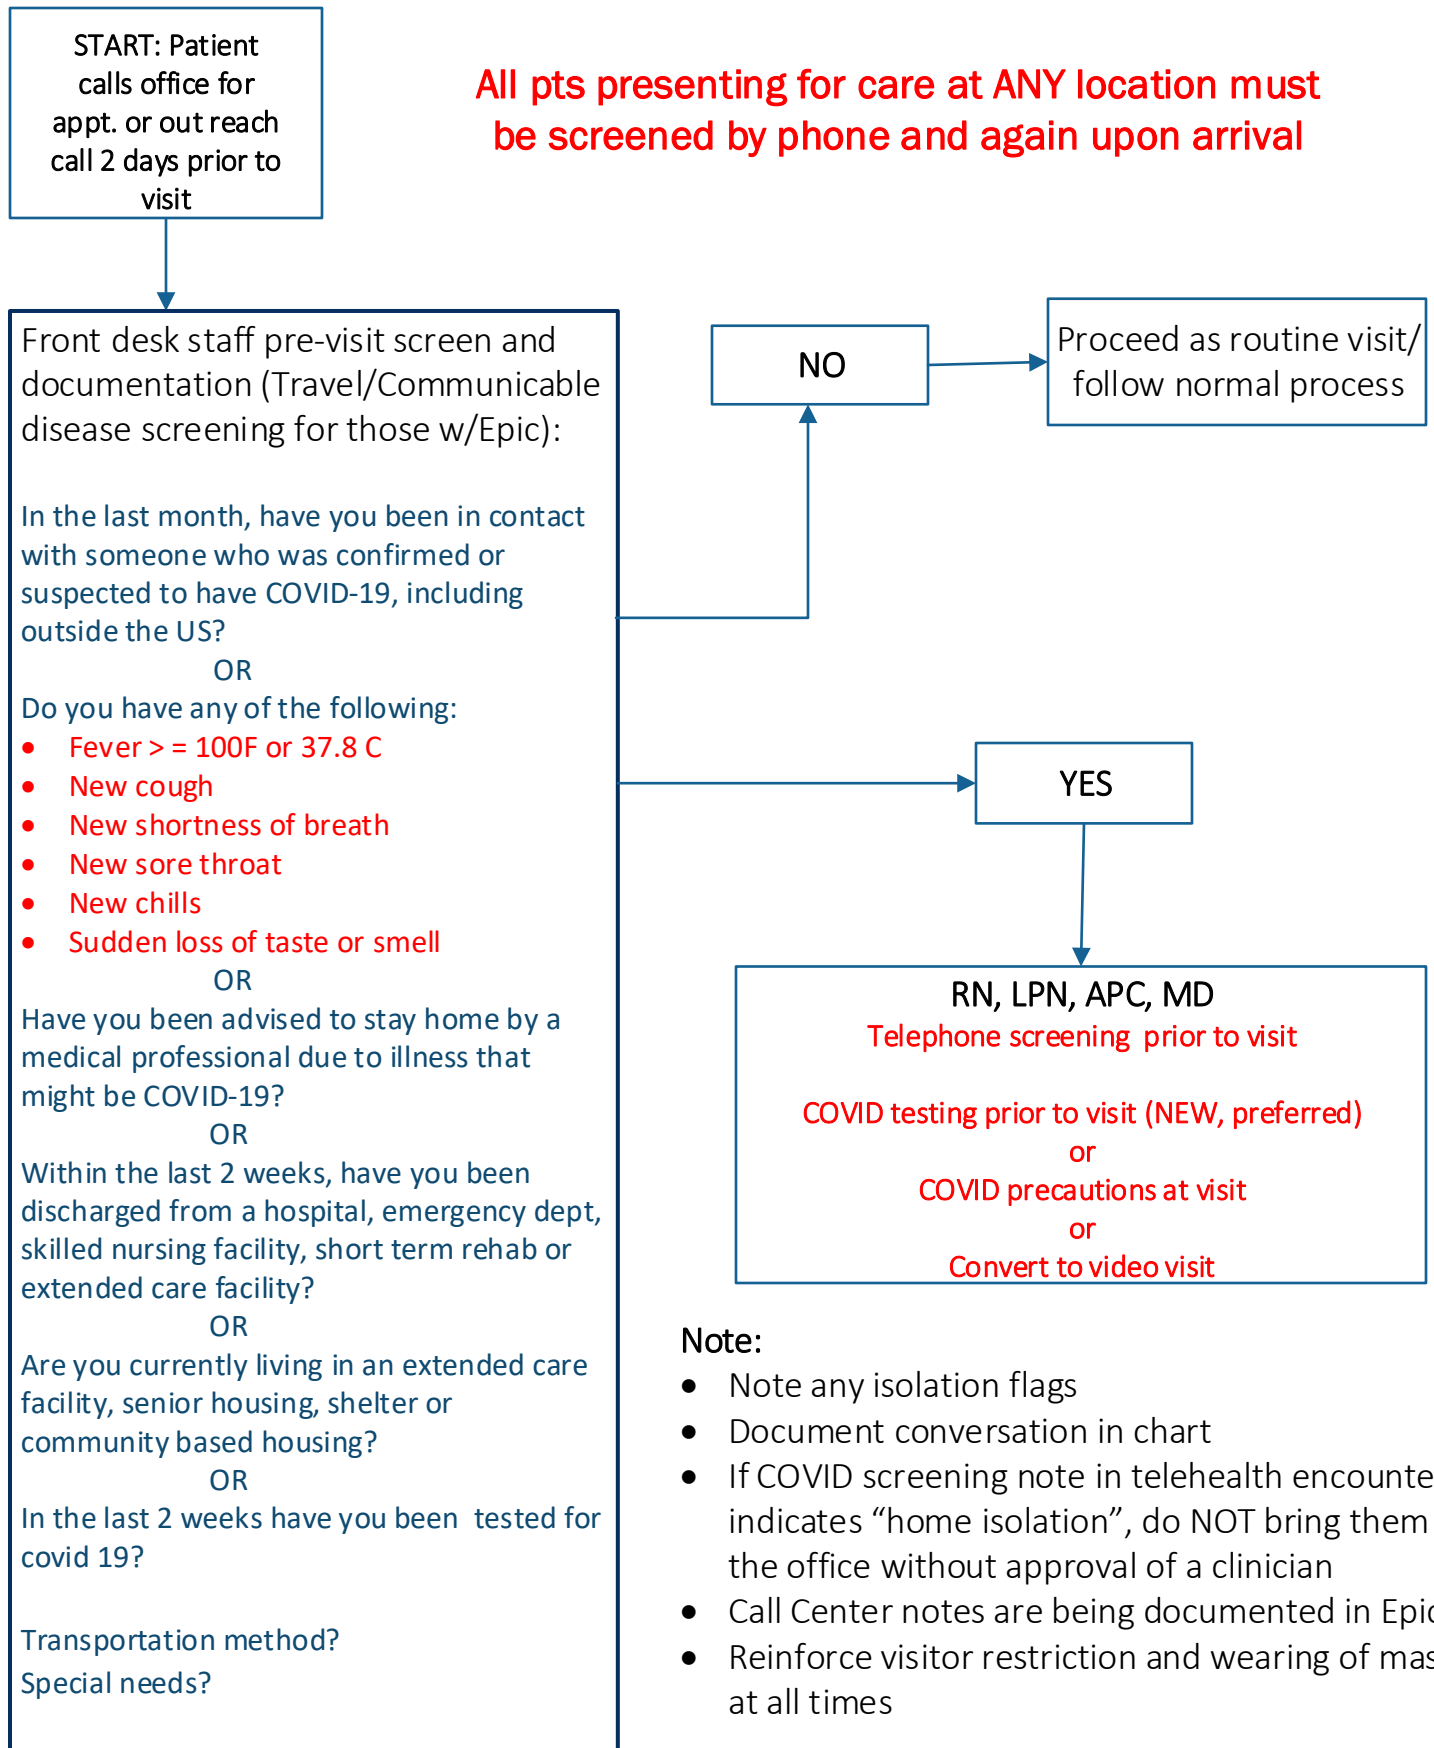 START: Patient
calls office for
appt. or out reach
call 2 days prior to
visit
All pts presenting for care at ANY location must
be screened by phone and again upon arrival
Front desk staff pre-visit screen and
documentation (Travel/Communicable
disease screening for those w/Epic):
In the last month, have you been in contact
with someone who was confirmed or
suspected to have COVID-19, including
outside the US?
OR
Do you have any of the following:
• Fever > = 100F or 37.8 C
• New cough
• New shortness of breath
• New sore throat
• New chills
• Sudden loss of taste or smell
OR
Have you been advised to stay home by a
medical professional due to illness that
might be COVID-19?
OR
Within the last 2 weeks, have you been
discharged from a hospital, emergency dept,
skilled nursing facility, short term rehab or
extended care facility?
OR
Are you currently living in an extended care
facility, senior housing, shelter or
community based housing?
OR
In the last 2 weeks have you been tested for
covid 19?
Transportation method?
Special needs?
NO
Proceed as routine visit/
follow normal process
YES
RN, LPN, APC, MD
Telephone screening prior to visit
COVID testing prior to visit (NEW, preferred)
or
COVID precautions at visit
or
Convert to video visit
Note:
• Note any isolation flags
• Document conversation in chart
• If COVID screening note in telehealth encounte
indicates “home isolation”, do NOT bring them
the office without approval of a clinician
• Call Center notes are being documented in Epic
• Reinforce visitor restriction and wearing of mas
at all times